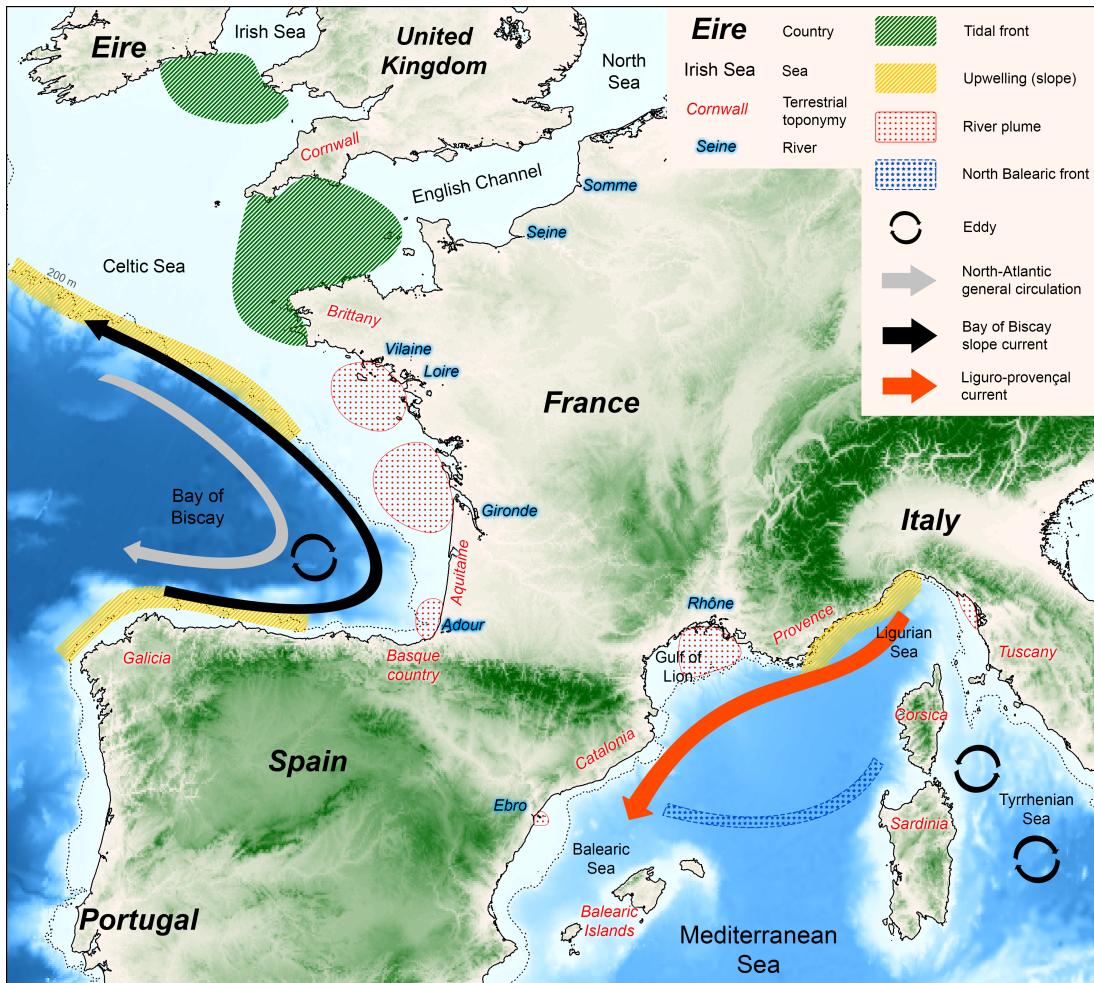 Eire
Irish Sea
United
Kingdom
North
Sea
Cornwall
English Channel
Somme
Seine
Celtic Sea
200 m
Brittany
Vilaine
Loire
France
Bay of
Biscay
Gironde
Aquitaine
Adour
Italy
Rhône
Provence
Gulf of
Lion
Ligurian
Sea
Tuscany
Galicia
Basque
country
Corsica
Catalonia
Spain
Ebro
Tyrrhenian
Sea
Sardinia
Balearic
Sea
Balearic
Islands
Portugal
Mediterranean
Sea
Eire
Country
Irish Sea
Sea
Cornwall
Terrestrial
toponymy
Seine
River
Tidal front
Upwelling (slope)
River plume
North Balearic front
Eddy
North-Atlantic
general circulation
Bay of Biscay
slope current
Liguro-provençal
current